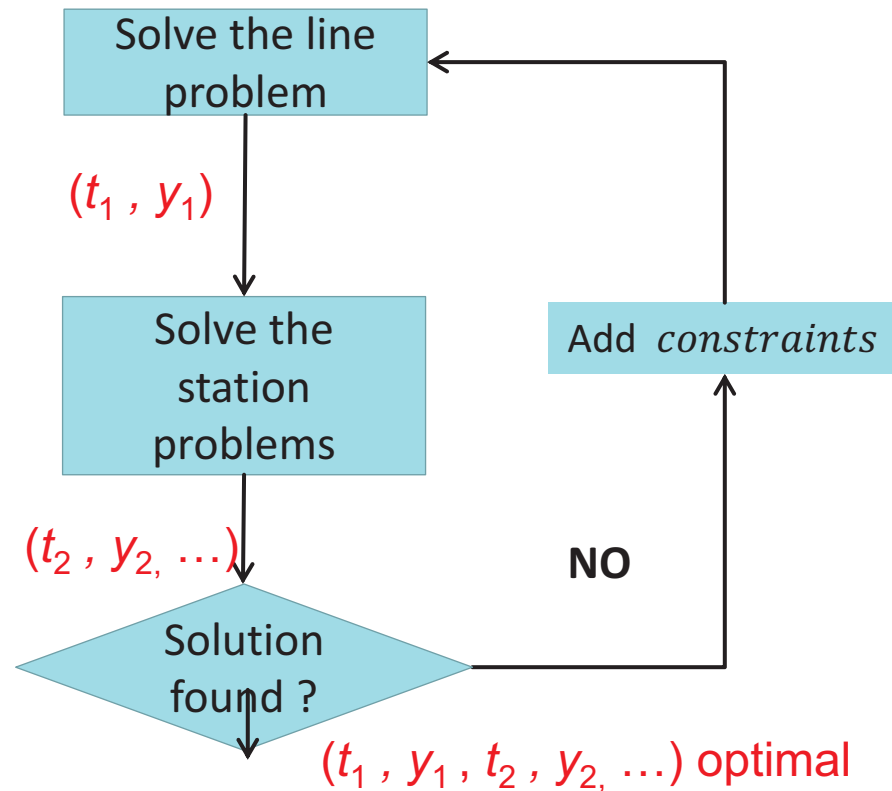 Solve the line
problem
(t₁ , y₁)
Solve the
station
problems
Add constraints
(t₂ , y₂, …)
NO
Solution
found ?
(t₁ , y₁ , t₂ , y₂, …) optimal